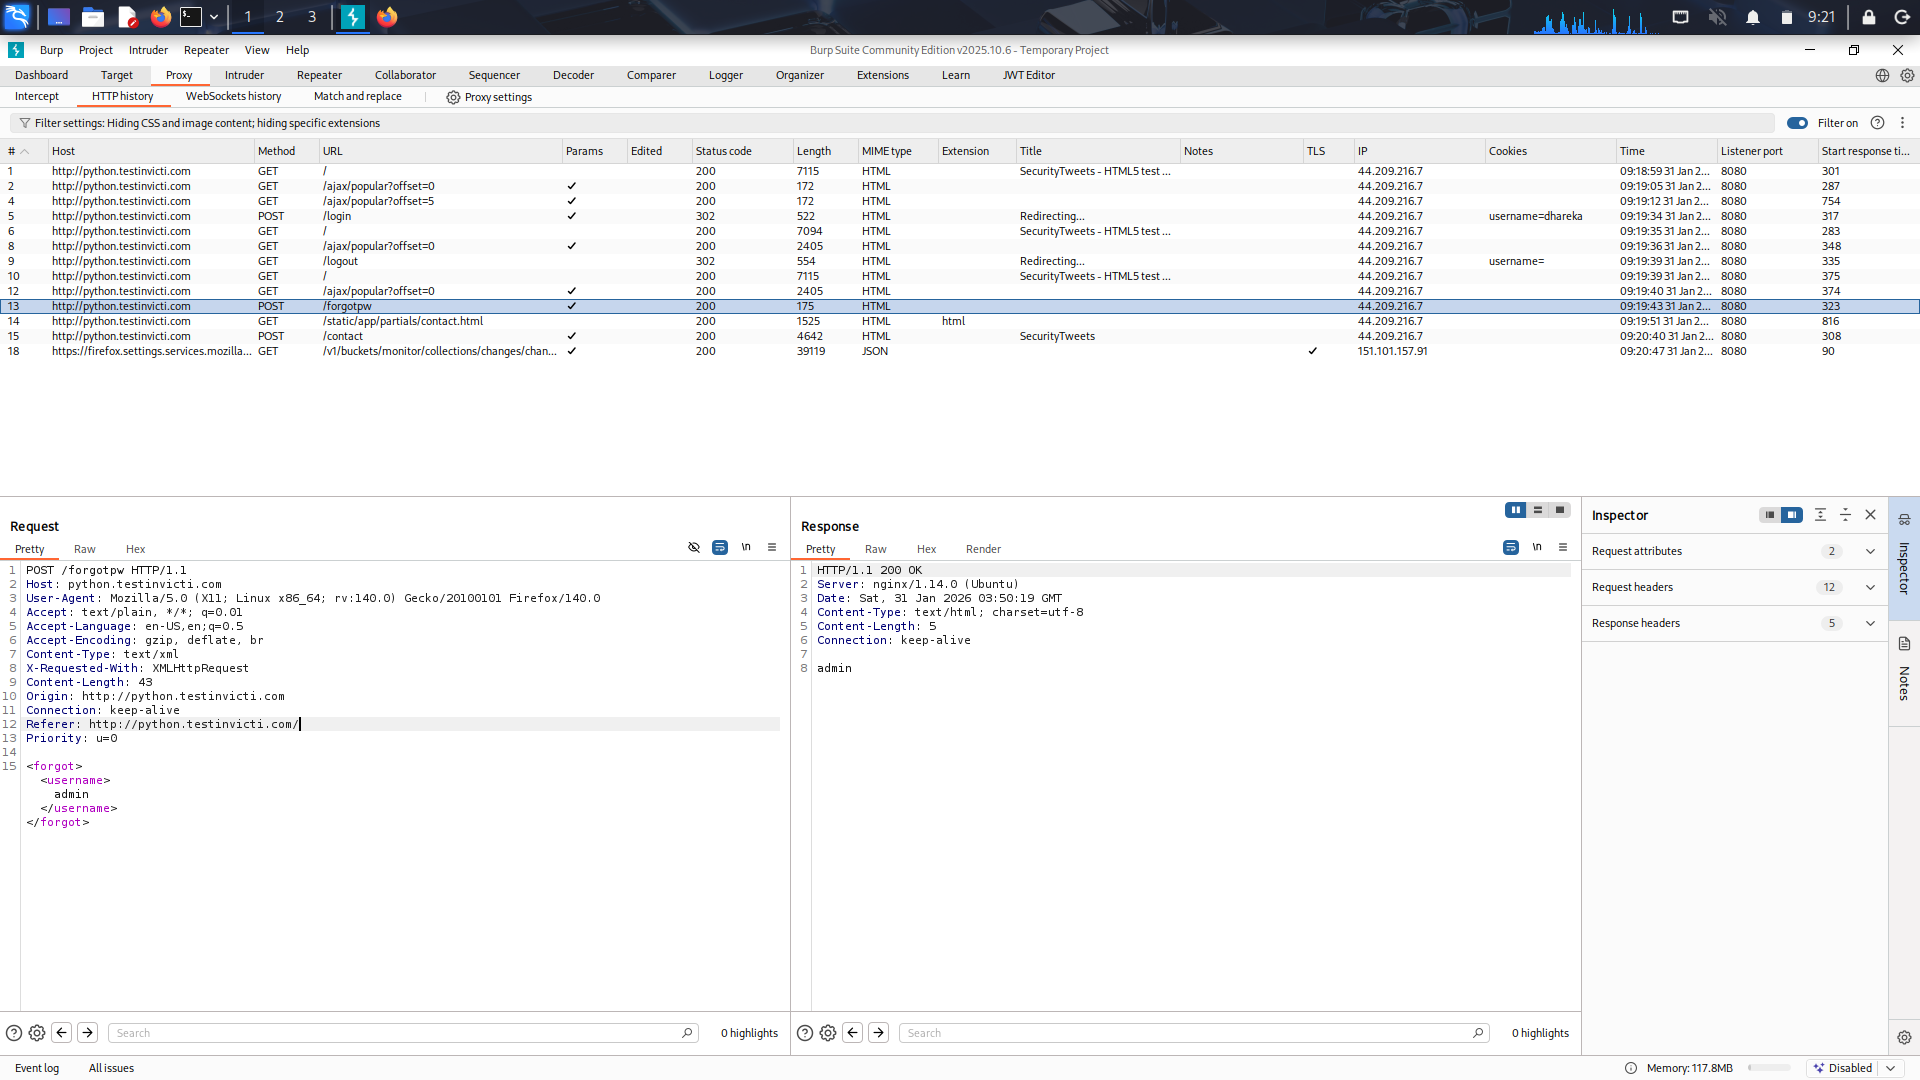 1 2 3 9:21
Burp Project Intruder Repeater View Help Burp Suite Community Edition v2025.10.6 - Temporary Project
Dashboard Target Proxy Intruder Repeater Collaborator Sequencer Decoder Comparer Logger Organizer Extensions Learn JWT Editor
Intercept HTTP history WebSockets history Match and replace Proxy settings
Filter settings: Hiding CSS and image content; hiding specific extensions Filter on
# Host Method URL Params Edited Status code Length MIME type Extension Title Notes TLS IP Cookies Time Listener port Start response ti...
1 http://python.testinvicti.com GET / 200 7115 HTML SecurityTweets - HTML5 test ... 44.209.216.7 09:18:59 31 Jan 2... 8080 301
2 http://python.testinvicti.com GET /ajax/popular?offset=0 ✓ 200 172 HTML 44.209.216.7 09:19:05 31 Jan 2... 8080 287
4 http://python.testinvicti.com GET /ajax/popular?offset=5 ✓ 200 172 HTML 44.209.216.7 09:19:12 31 Jan 2... 8080 754
5 http://python.testinvicti.com POST /login ✓ 302 522 HTML Redirecting... 44.209.216.7 username=dhareka 09:19:34 31 Jan 2... 8080 317
6 http://python.testinvicti.com GET / 200 7094 HTML SecurityTweets - HTML5 test ... 44.209.216.7 09:19:35 31 Jan 2... 8080 283
8 http://python.testinvicti.com GET /ajax/popular?offset=0 ✓ 200 2405 HTML 44.209.216.7 09:19:36 31 Jan 2... 8080 348
9 http://python.testinvicti.com GET /logout 302 554 HTML Redirecting... 44.209.216.7 username= 09:19:39 31 Jan 2... 8080 335
10 http://python.testinvicti.com GET / 200 7115 HTML SecurityTweets - HTML5 test ... 44.209.216.7 09:19:39 31 Jan 2... 8080 375
12 http://python.testinvicti.com GET /ajax/popular?offset=0 ✓ 200 2405 HTML 44.209.216.7 09:19:40 31 Jan 2... 8080 374
13 http://python.testinvicti.com POST /forgotpw ✓ 200 175 HTML 44.209.216.7 09:19:43 31 Jan 2... 8080 323
14 http://python.testinvicti.com GET /static/app/partials/contact.html 200 1525 HTML html 44.209.216.7 09:19:51 31 Jan 2... 8080 816
15 http://python.testinvicti.com POST /contact ✓ 200 4642 HTML SecurityTweets 44.209.216.7 09:20:40 31 Jan 2... 8080 308
18 https://firefox.settings.services.mozilla... GET /v1/buckets/monitor/collections/changes/chan... ✓ 200 39119 JSON ✓ 151.101.157.91 09:20:47 31 Jan 2... 8080 90
Request
Pretty Raw Hex \n
1 POST /forgotpw HTTP/1.1
2 Host: python.testinvicti.com
3 User-Agent: Mozilla/5.0 (X11; Linux x86_64; rv:140.0) Gecko/20100101 Firefox/140.0
4 Accept: text/plain, */*; q=0.01
5 Accept-Language: en-US,en;q=0.5
6 Accept-Encoding: gzip, deflate, br
7 Content-Type: text/xml
8 X-Requested-With: XMLHttpRequest
9 Content-Length: 43
10 Origin: http://python.testinvicti.com
11 Connection: keep-alive
12 Referer: http://python.testinvicti.com/
13 Priority: u=0
14
15 <forgot>
<username>
admin
</username>
</forgot>
Search 0 highlights
Response
Pretty Raw Hex Render \n
1 HTTP/1.1 200 OK
2 Server: nginx/1.14.0 (Ubuntu)
3 Date: Sat, 31 Jan 2026 03:50:19 GMT
4 Content-Type: text/html; charset=utf-8
5 Content-Length: 5
6 Connection: keep-alive
7
8 admin
Search 0 highlights
Inspector
Request attributes 2
Request headers 12
Response headers 5
Inspector
Notes
Event log All issues Memory: 117.8MB Disabled